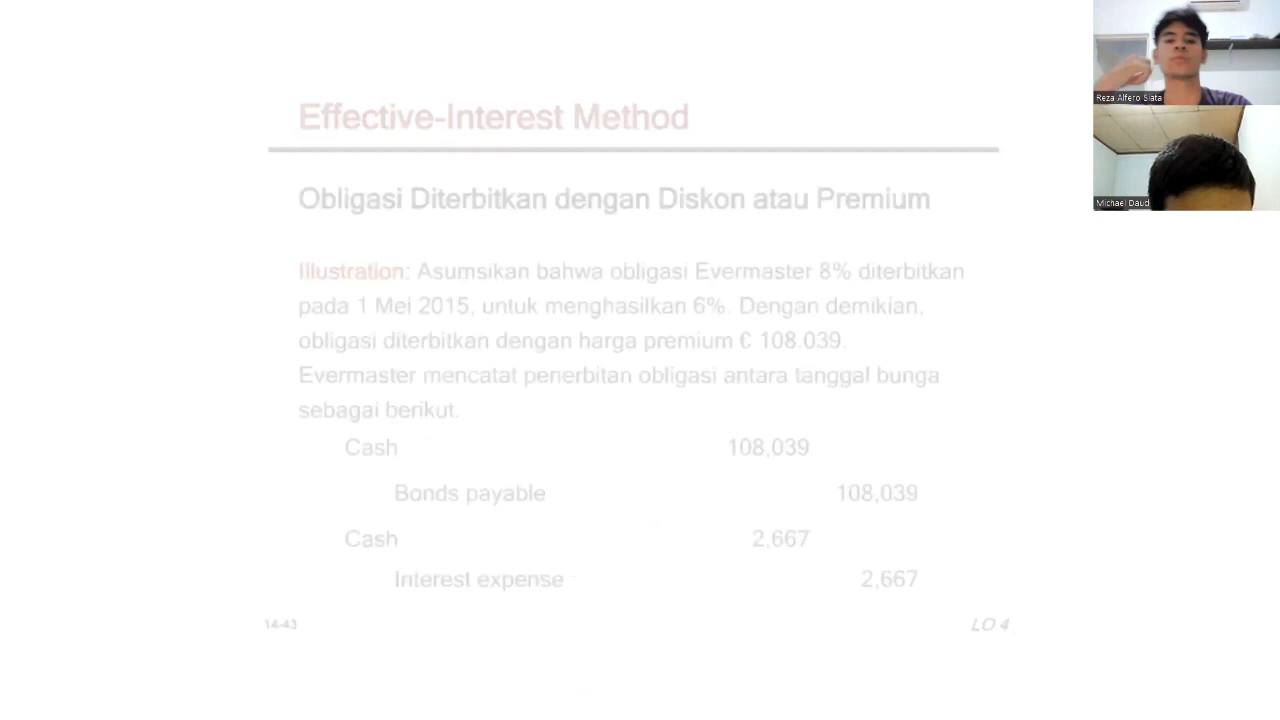 Effective-Interest Method
Obligasi Diterbitkan dengan Diskon atau Premium
Illustration: Asumsikan bahwa obligasi Evermaster 8% diterbitkan
pada 1 Mei 2015, untuk menghasilkan 6%. Dengan demikian,
obligasi diterbitkan dengan harga premium € 108.039.
Evermaster mencatat penerbitan obligasi antara tanggal bunga
sebagai berikut.
Cash 108,039
Bonds payable 108,039
Cash 2,667
Interest expense 2,667
14-43 LO 4
Reza Alfero Siata
Michael Daud